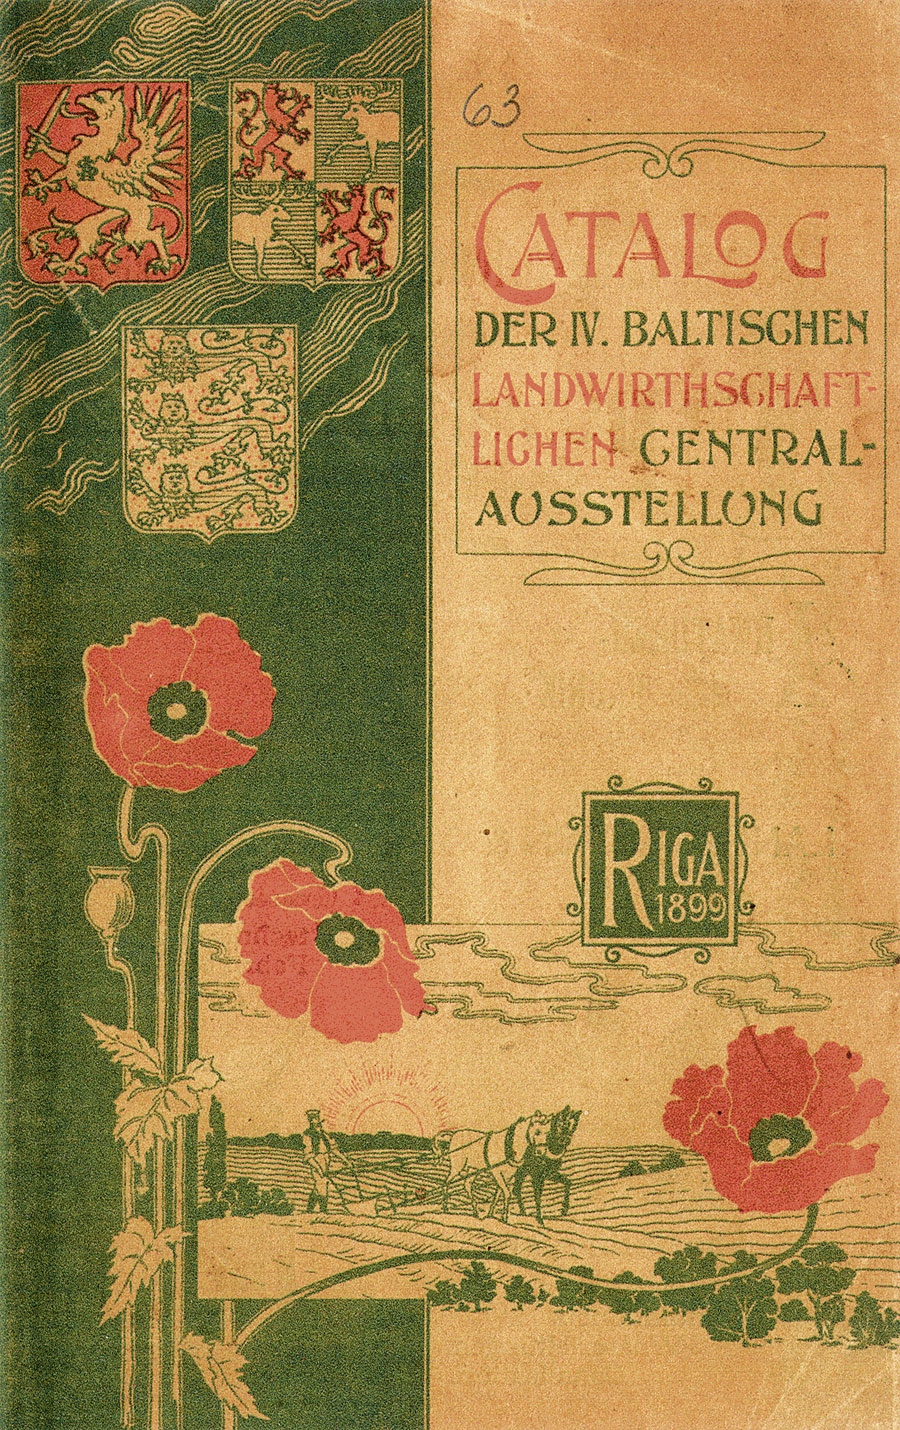 63
CATALOG
DER IV. BALTISCHEN
LANDWIRTHSCHAFT-
LICHEN CENTRAL-
AUSSTELLUNG
RIGA
1899